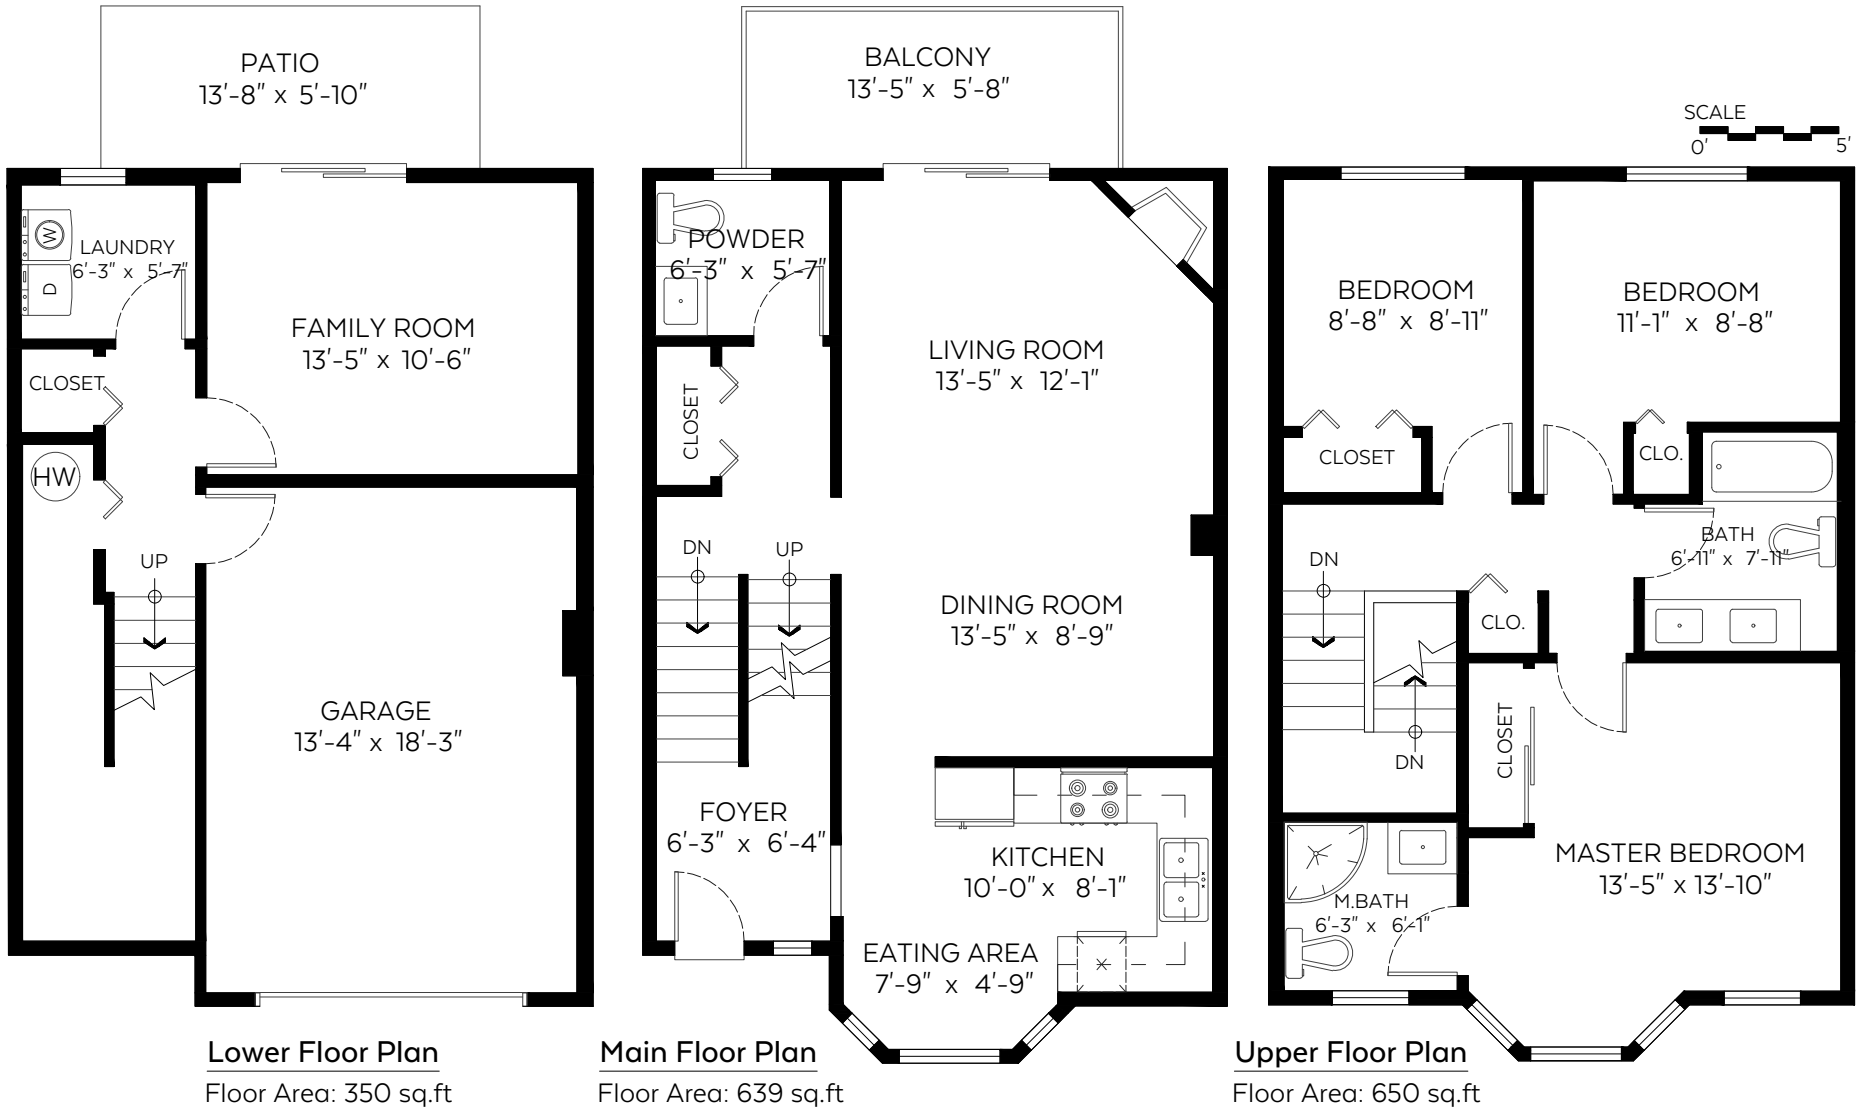 PATIO
13'-8" x 5'-10"
LAUNDRY
6'-3" x 5'-7"
W
D
FAMILY ROOM
13'-5" x 10'-6"
CLOSET
HW
UP
GARAGE
13'-4" x 18'-3"
Lower Floor Plan
Floor Area: 350 sq.ft
BALCONY
13'-5" x 5'-8"
POWDER
6'-3" x 5'-7"
LIVING ROOM
13'-5" x 12'-1"
CLOSET
DN
UP
DINING ROOM
13'-5" x 8'-9"
FOYER
6'-3" x 6'-4"
KITCHEN
10'-0" x 8'-1"
EATING AREA
7'-9" x 4'-9"
Main Floor Plan
Floor Area: 639 sq.ft
SCALE
0' 5'
BEDROOM
8'-8" x 8'-11"
BEDROOM
11'-1" x 8'-8"
CLOSET
CLO.
BATH
6'-11" x 7'-11"
DN
CLO.
DN
CLOSET
MASTER BEDROOM
13'-5" x 13'-10"
M.BATH
6'-3" x 6'-1"
Upper Floor Plan
Floor Area: 650 sq.ft